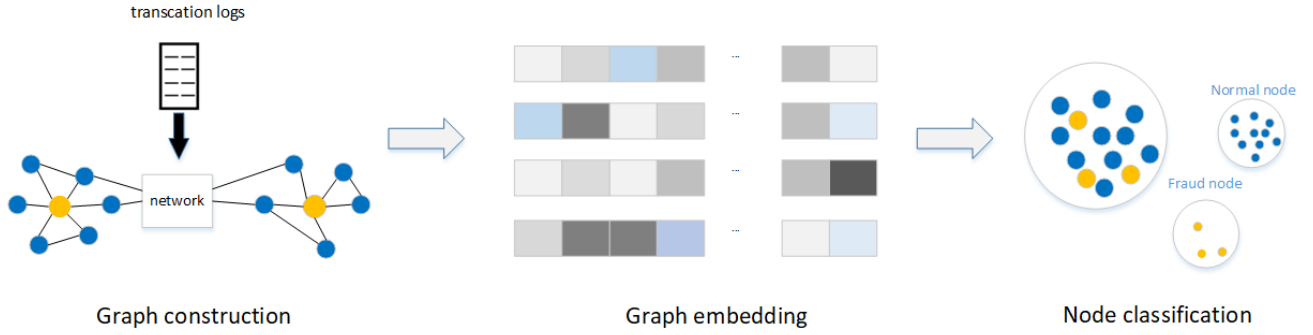 transcation logs
network
...
...
...
...
Normal node
Fraud node
Graph construction
Graph embedding
Node classification